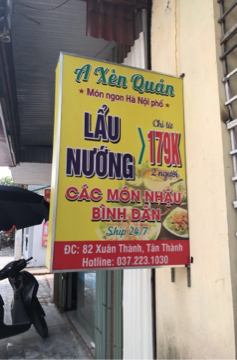 A Xẻn Quán
* Món ngon Hà Nội phố *
LẨU
NƯỚNG
Chỉ từ
179K
2 người
CÁC MÓN NHẬU
BÌNH DÂN
Ship 24/7
ĐC: 82 Xuân Thành, Tân Thành
Hotline: 037.223.1030